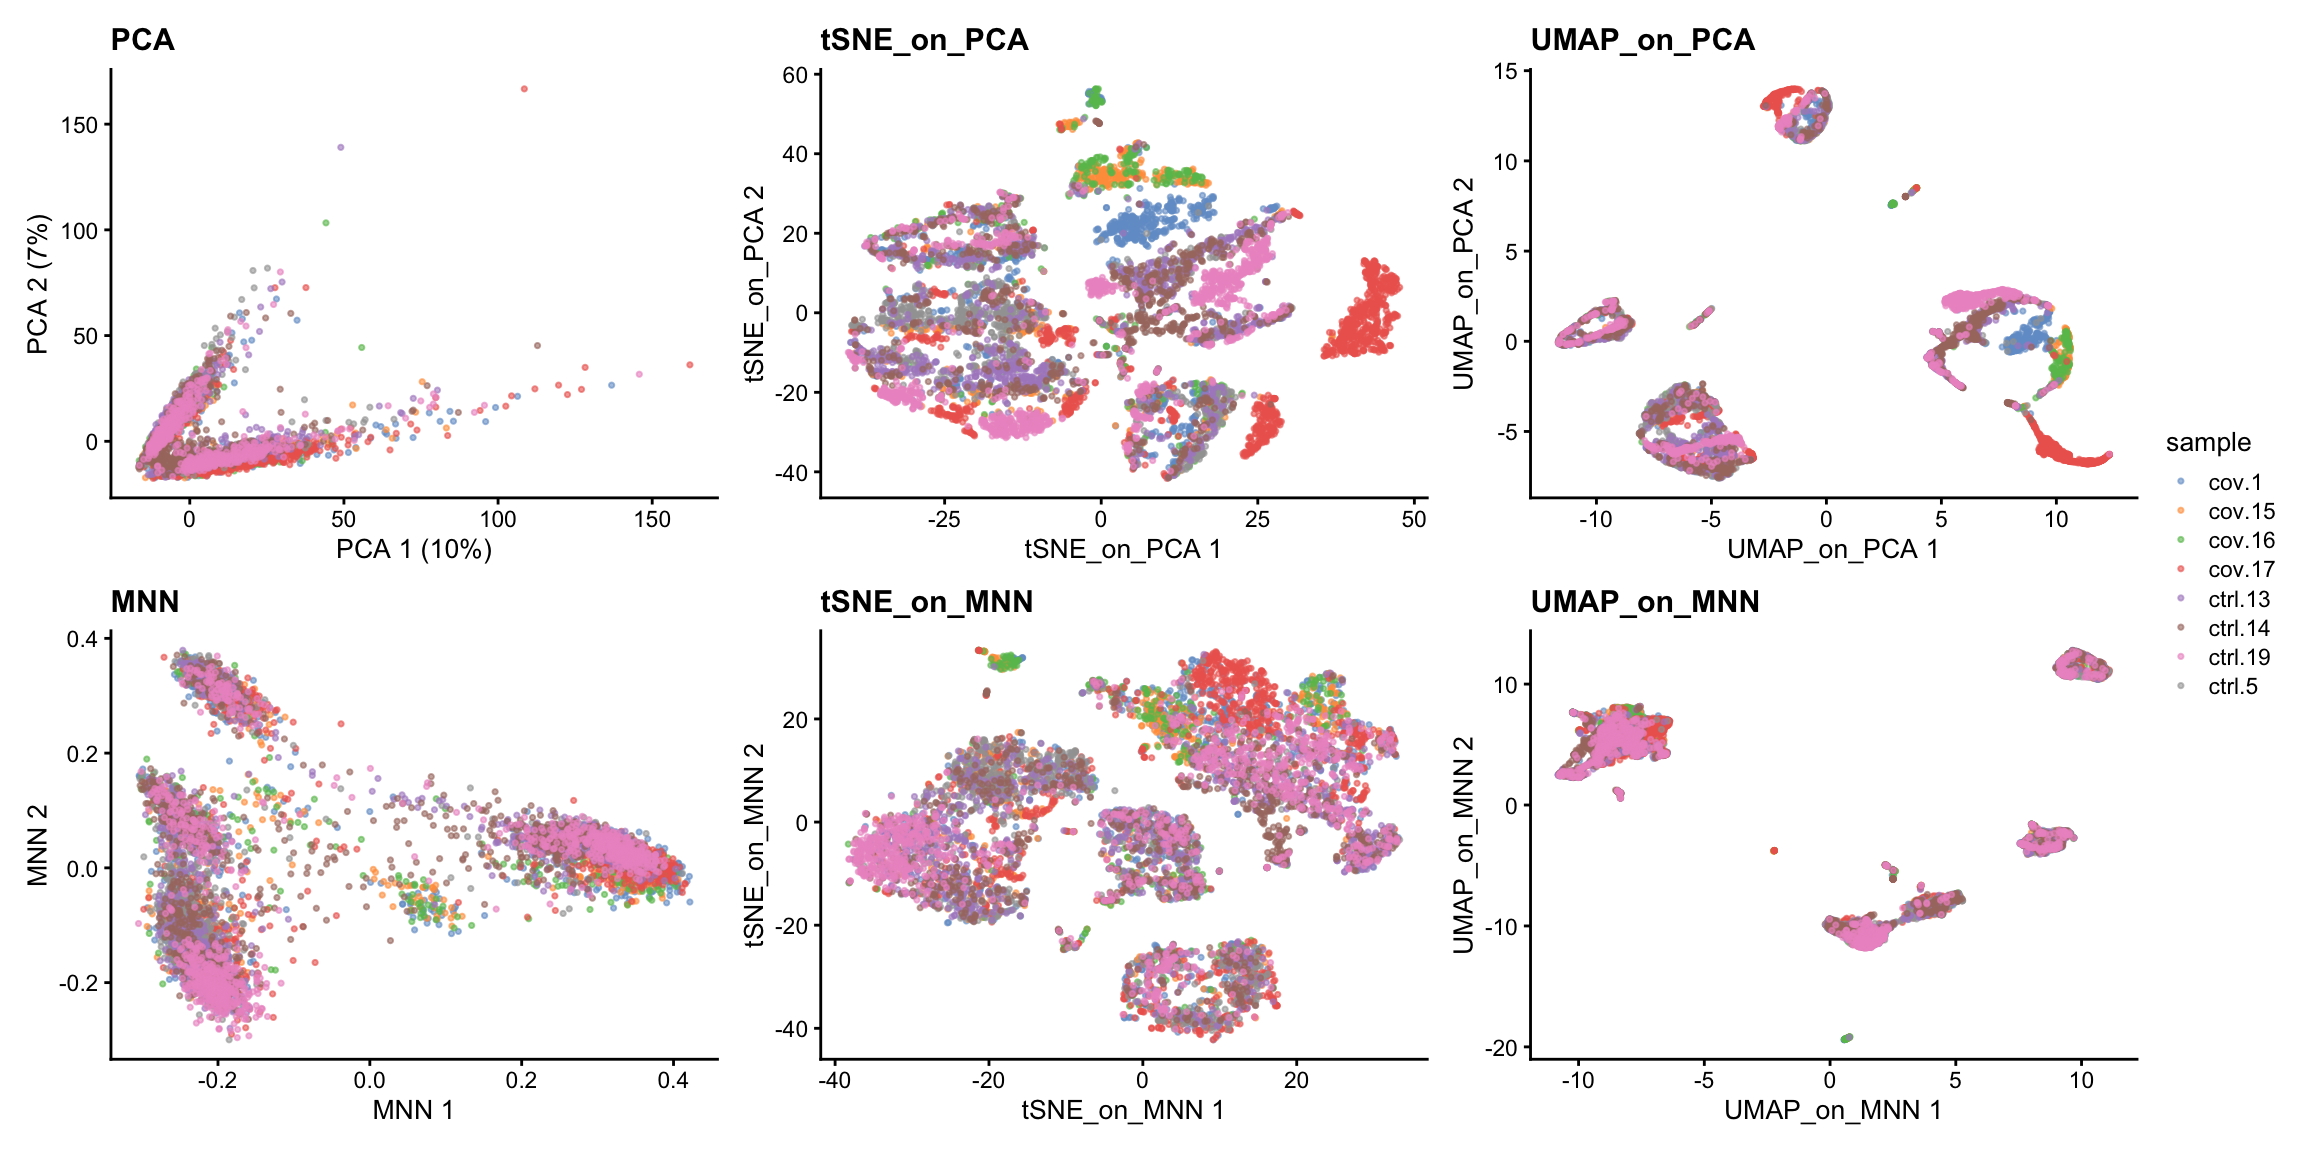 PCA
150
100
50
0
PCA 2 (7%)
0
50
100
150
PCA 1 (10%)
tSNE_on_PCA
60
40
20
0
-20
-40
tSNE_on_PCA 2
-25
0
25
50
tSNE_on_PCA 1
UMAP_on_PCA
15
10
5
0
-5
UMAP_on_PCA 2
-10
-5
0
5
10
UMAP_on_PCA 1
MNN
0.4
0.2
0.0
-0.2
MNN 2
-0.2
0.0
0.2
0.4
MNN 1
tSNE_on_MNN
20
0
-20
-40
tSNE_on_MNN 2
-40
-20
0
20
tSNE_on_MNN 1
UMAP_on_MNN
10
0
-10
-20
UMAP_on_MNN 2
-10
-5
0
5
10
UMAP_on_MNN 1
sample
cov.1
cov.15
cov.16
cov.17
ctrl.13
ctrl.14
ctrl.19
ctrl.5